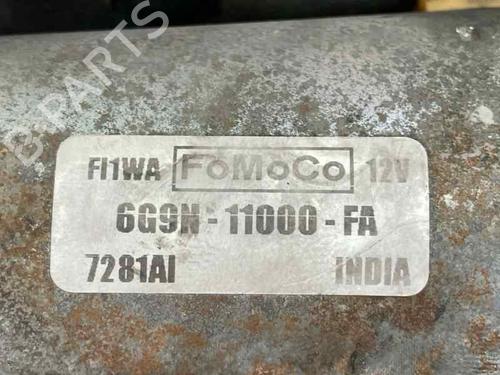 FI1WA FoMoCo 12V
6G9N-11000-FA
7281AI INDIA
B-Parts